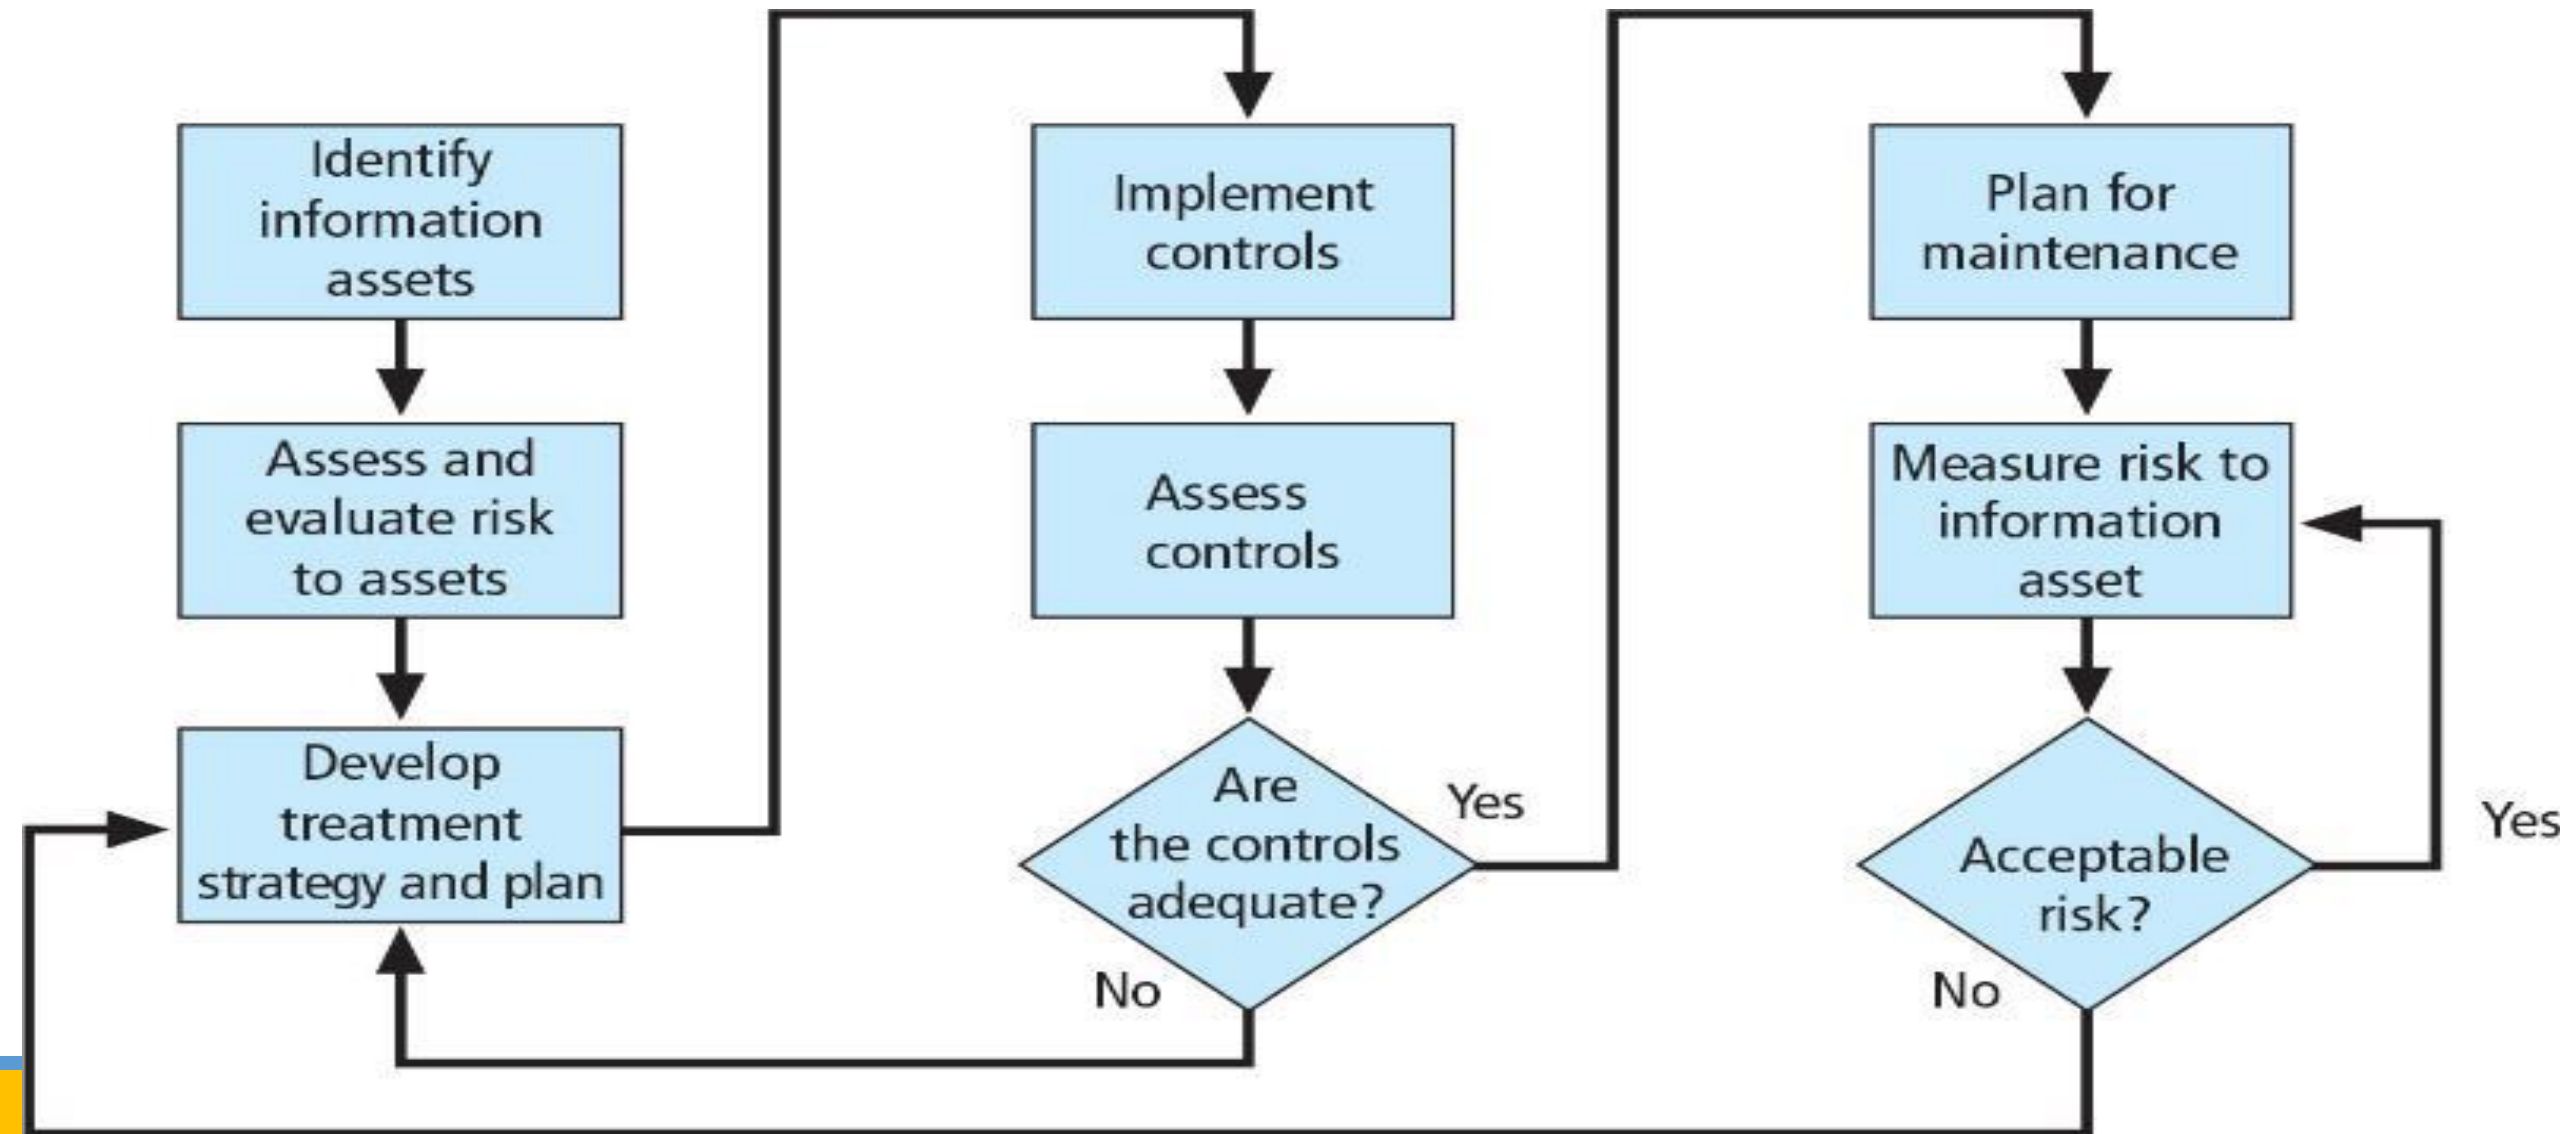 Identify
information
assets
Assess and
evaluate risk
to assets
Develop
treatment
strategy and plan
Implement
controls
Assess
controls
Are
the controls
adequate?
Yes
No
Plan for
maintenance
Measure risk to
information
asset
Acceptable
risk?
Yes
No